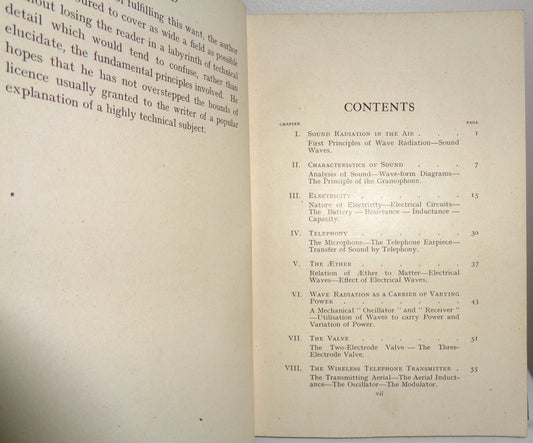 of fulfilling this want, the author
oured to cover as wide a field as possible
out losing the reader in a labyrinth of technical
detail which would tend to confuse, rather than
elucidate, the fundamental principles involved. He
hopes that he has not overstepped the bounds of
licence usually granted to the writer of a popular
explanation of a highly technical subject.
CONTENTS
CHAPTER PAGE
I. Sound Radiation in the Air . . . 1
First Principles of Wave Radiation—Sound
Waves.
II. Characteristics of Sound . . . 7
Analysis of Sound—Wave-form Diagrams—
The Principle of the Gramophone.
III. Electricity . . . . . . 15
Nature of Electricity—Electrical Circuits—
The Battery — Resistance — Inductance —
Capacity.
IV. Telephony . . . . . . 30
The Microphone—The Telephone Earpiece—
Transfer of Sound by Telephony.
V. The Æther . . . . . . 37
Relation of Æther to Matter—Electrical
Waves—Effect of Electrical Waves.
VI. Wave Radiation as a Carrier of Varying
Power . . . . . . . 43
A Mechanical " Oscillator " and " Receiver "
—Utilisation of Waves to carry Power and
Variation of Power.
VII. The Valve . . . . . . 51
The Two-Electrode Valve — The Three-
Electrode Valve.
VIII. The Wireless Telephone Transmitter . 55
The Transmitting Aerial—The Aerial Induct-
ance—The Oscillator—The Modulator.
vii